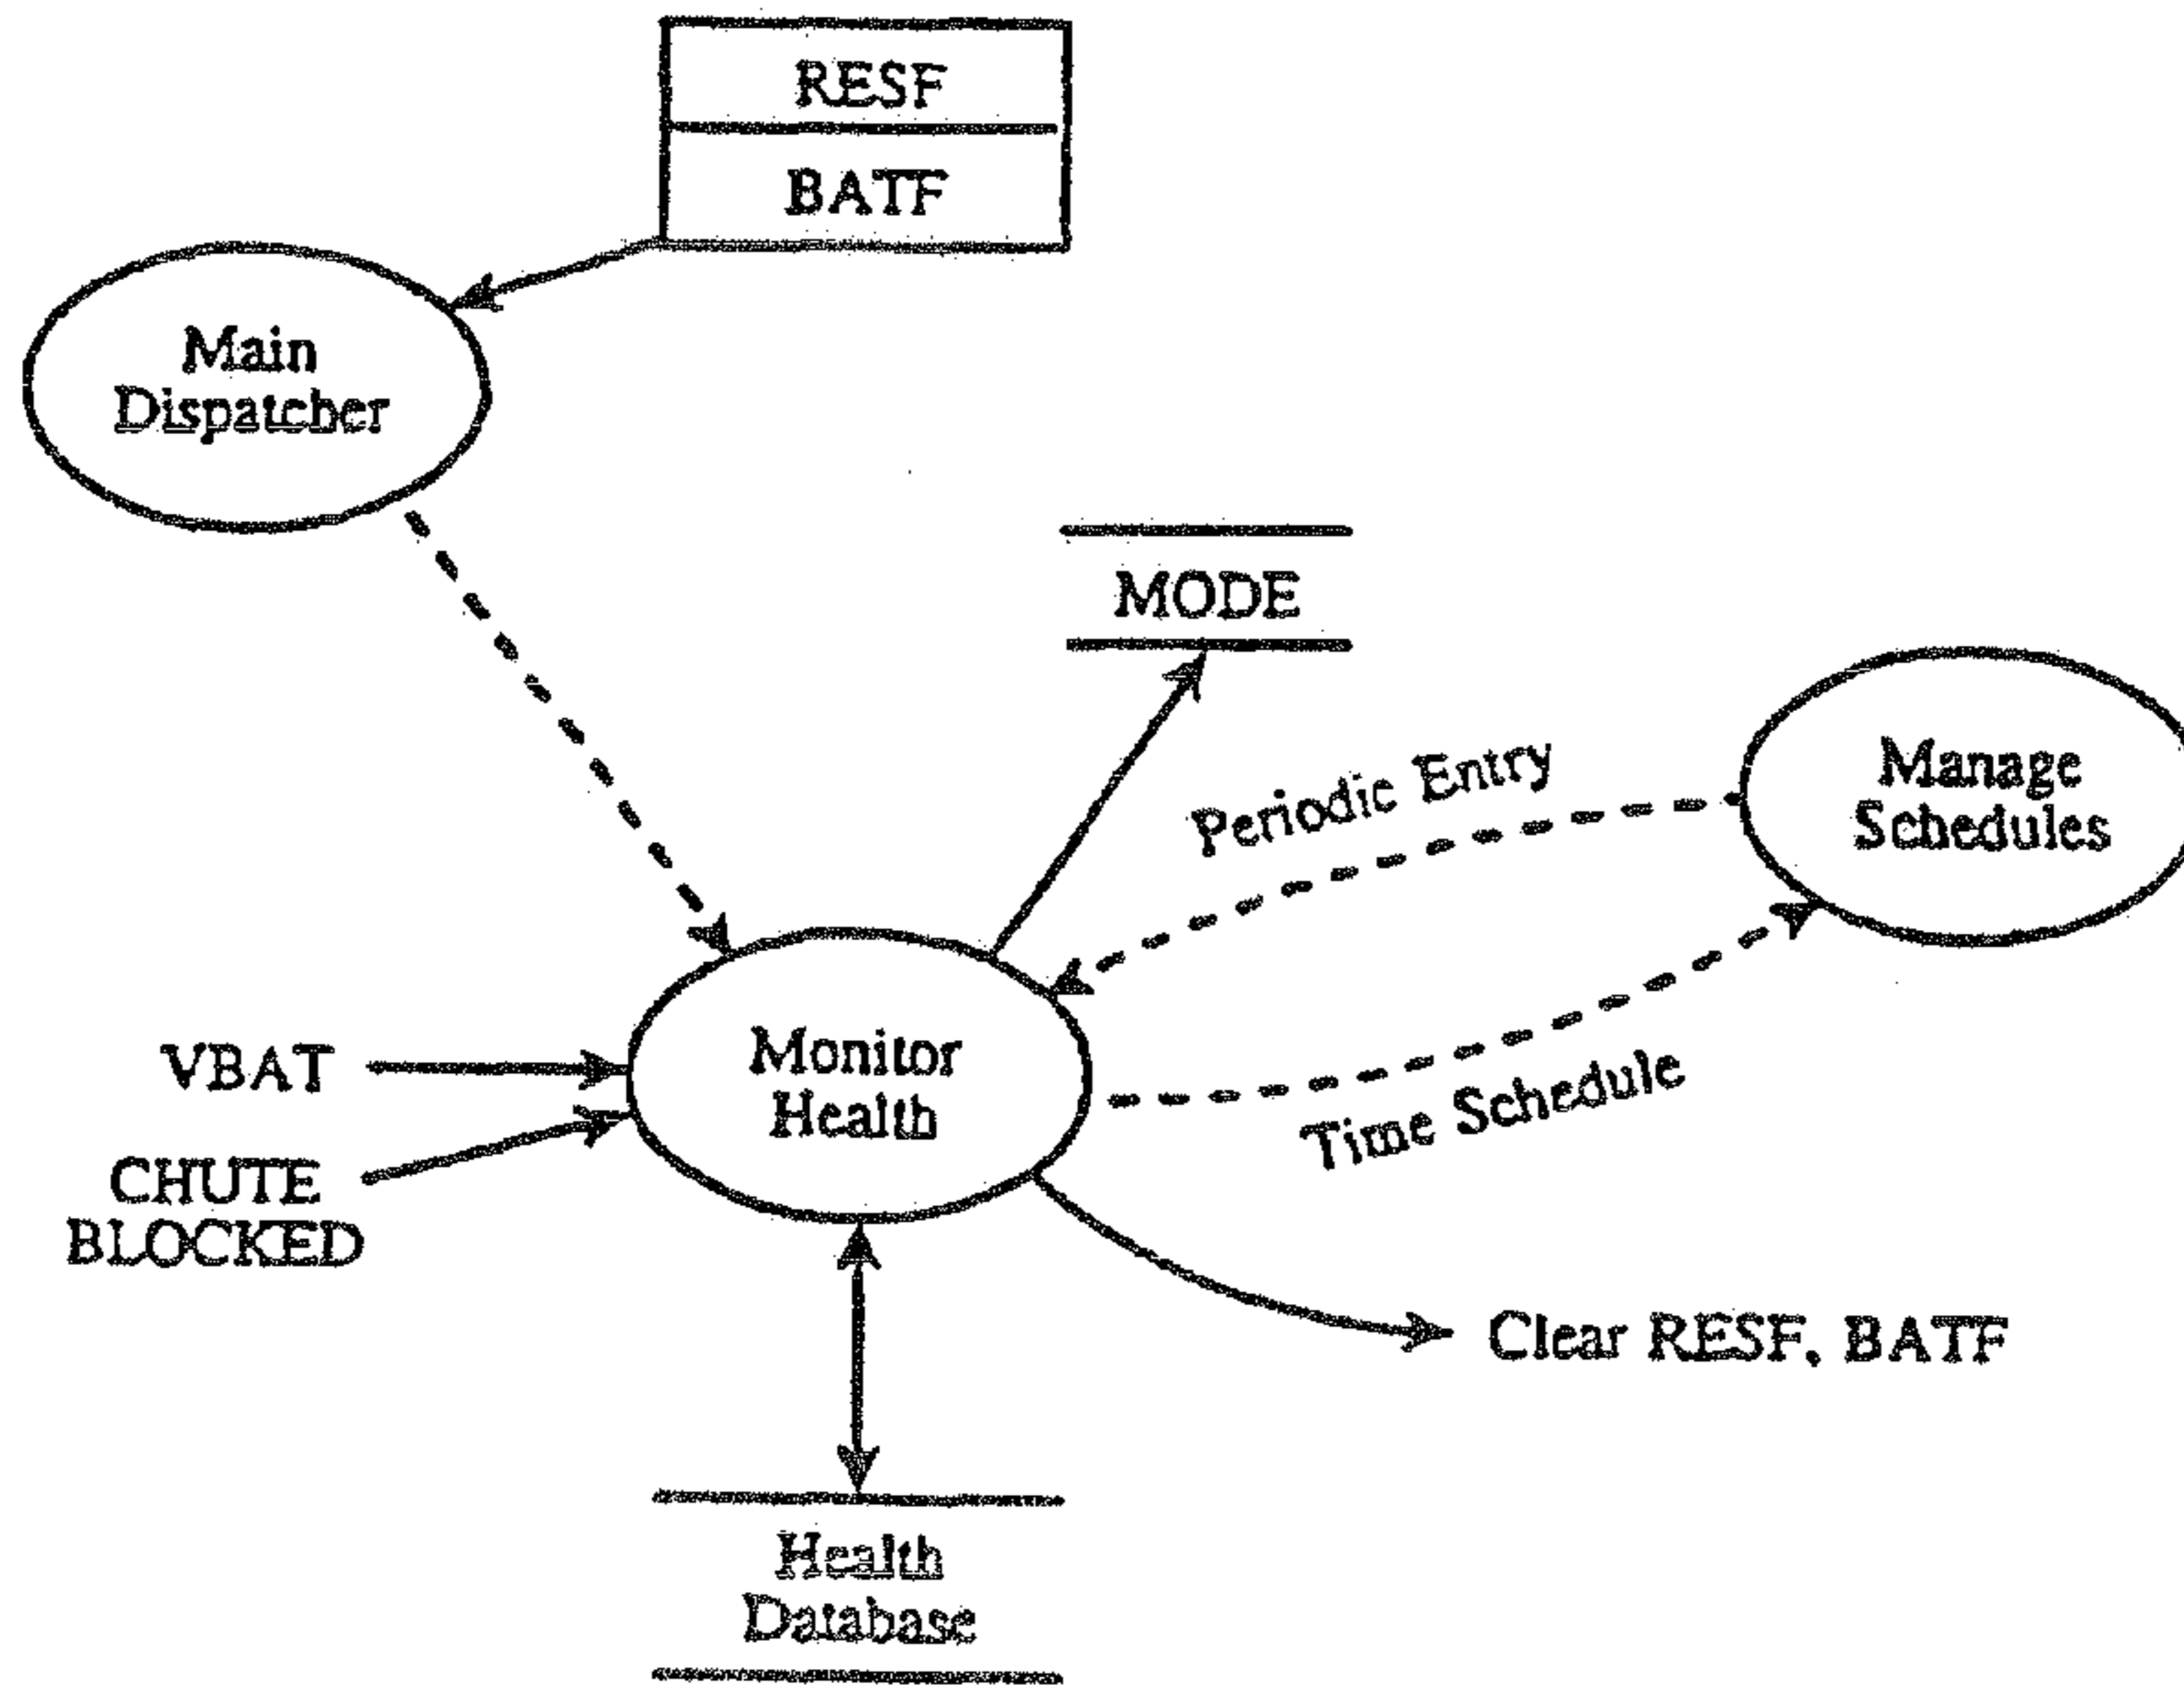 RESF
BATF
Main
Dispatcher
MODE
Manage
Schedules
Periodic Entry
Monitor
Health
VBAT
Time Schedule
CHUTE
BLOCKED
Clear RESF, BATF
Health
Database